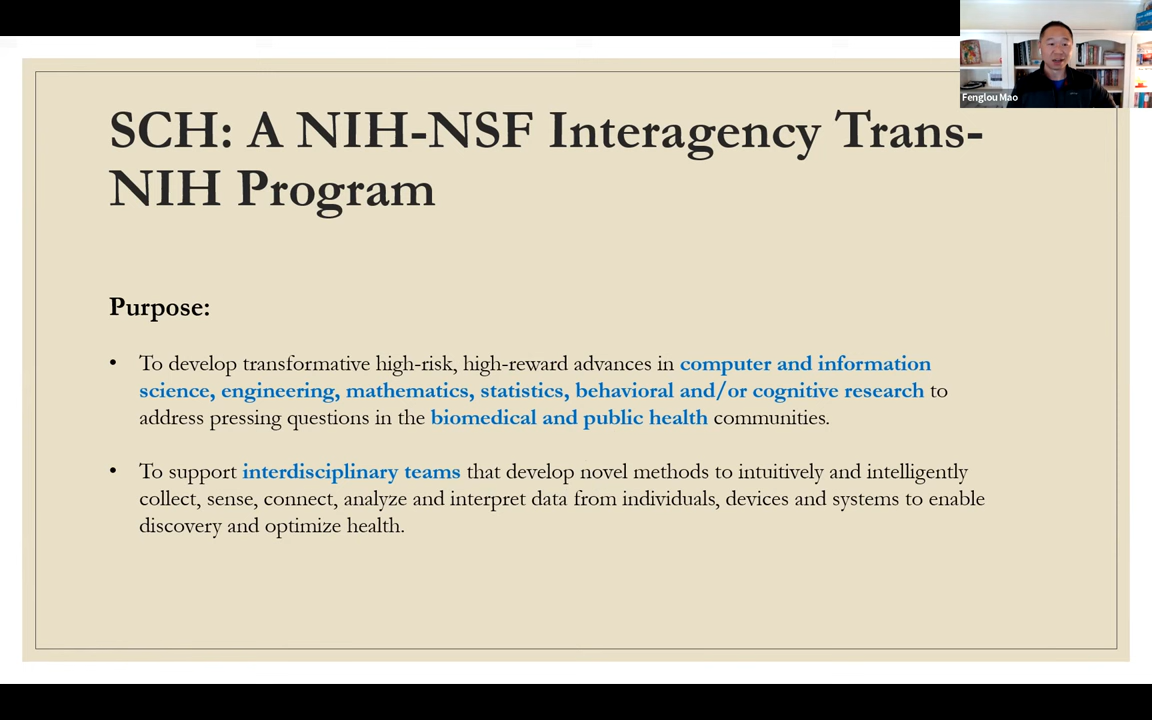 SCH: A NIH-NSF Interagency Trans-
NIH Program
Purpose:
• To develop transformative high-risk, high-reward advances in computer and information
science, engineering, mathematics, statistics, behavioral and/or cognitive research to
address pressing questions in the biomedical and public health communities.
• To support interdisciplinary teams that develop novel methods to intuitively and intelligently
collect, sense, connect, analyze and interpret data from individuals, devices and systems to enable
discovery and optimize health.
Fenglou Mao